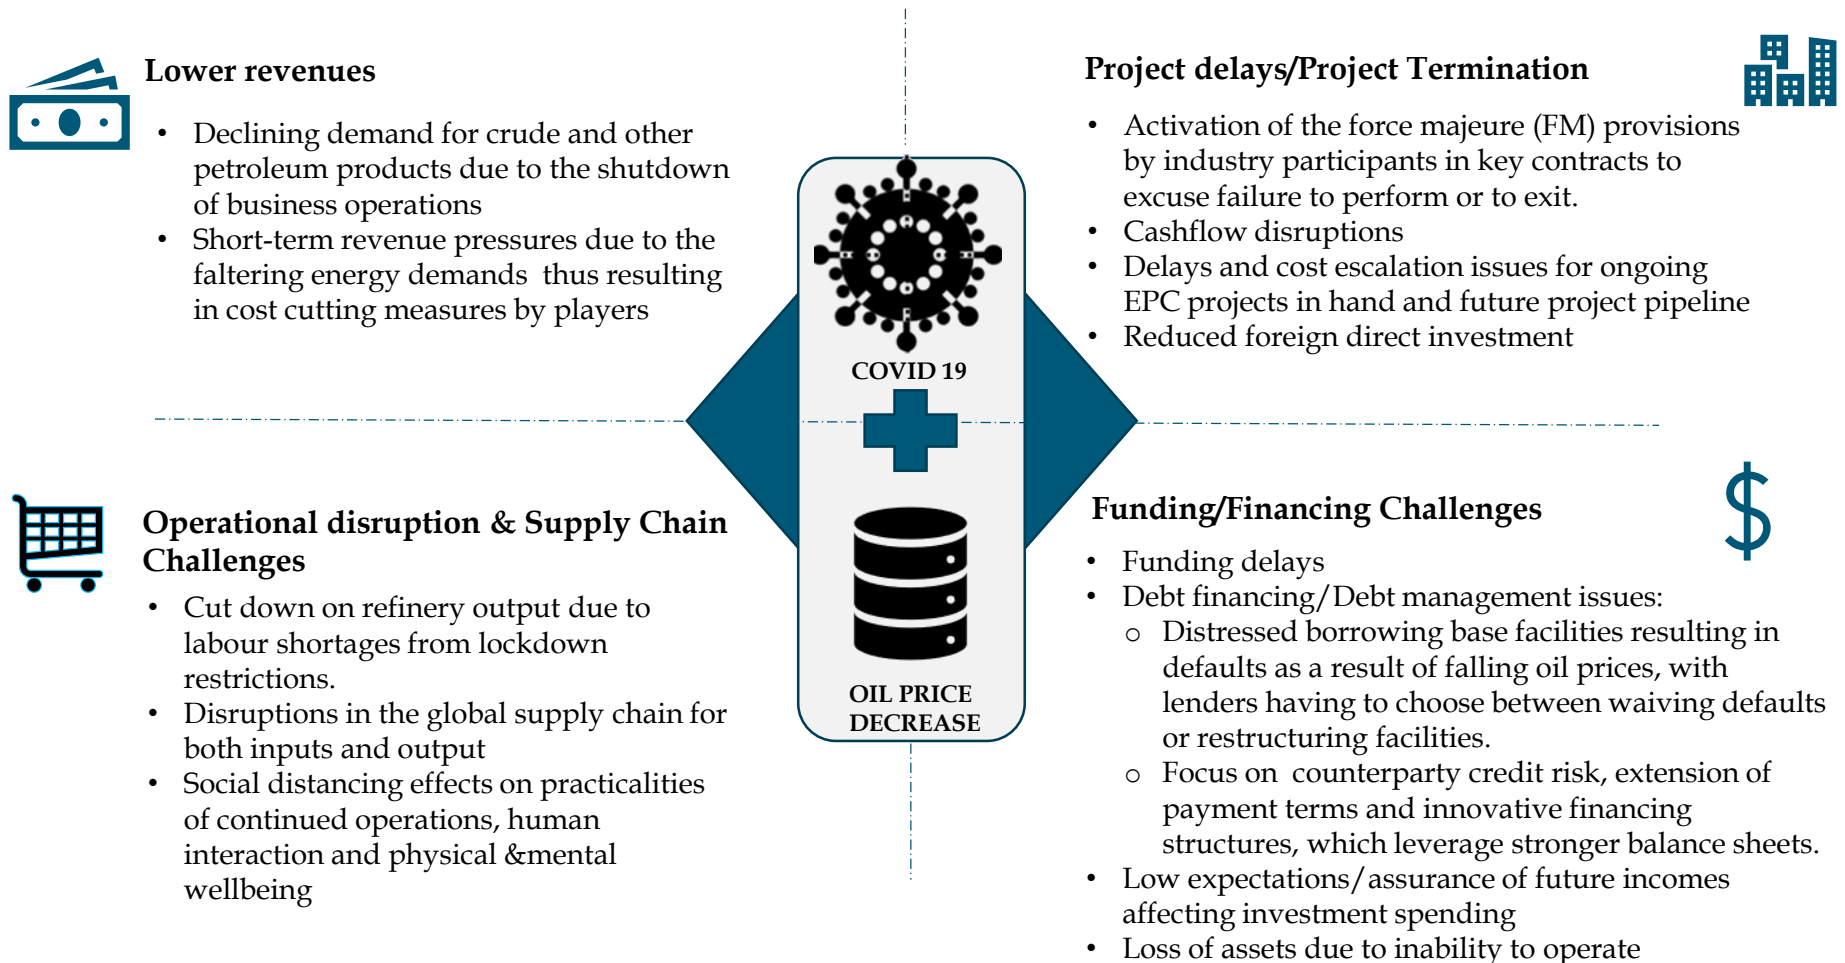 Lower revenues
• Declining demand for crude and other
petroleum products due to the shutdown
of business operations
• Short-term revenue pressures due to the
faltering energy demands  thus resulting
in cost cutting measures by players
Project delays/Project Termination
• Activation of the force majeure (FM) provisions
by industry participants in key contracts to
excuse failure to perform or to exit.
• Cashflow disruptions
• Delays and cost escalation issues for ongoing
EPC projects in hand and future project pipeline
• Reduced foreign direct investment
COVID 19
OIL PRICE
DECREASE
Operational disruption & Supply Chain
Challenges
• Cut down on refinery output due to
labour shortages from lockdown
restrictions.
• Disruptions in the global supply chain for
both inputs and output
• Social distancing effects on practicalities
of continued operations, human
interaction and physical &mental
wellbeing
Funding/Financing Challenges
$
• Funding delays
• Debt financing/Debt management issues:
o Distressed borrowing base facilities resulting in
defaults as a result of falling oil prices, with
lenders having to choose between waiving defaults
or restructuring facilities.
o Focus on  counterparty credit risk, extension of
payment terms and innovative financing
structures, which leverage stronger balance sheets.
• Low expectations/assurance of future incomes
affecting investment spending
• Loss of assets due to inability to operate